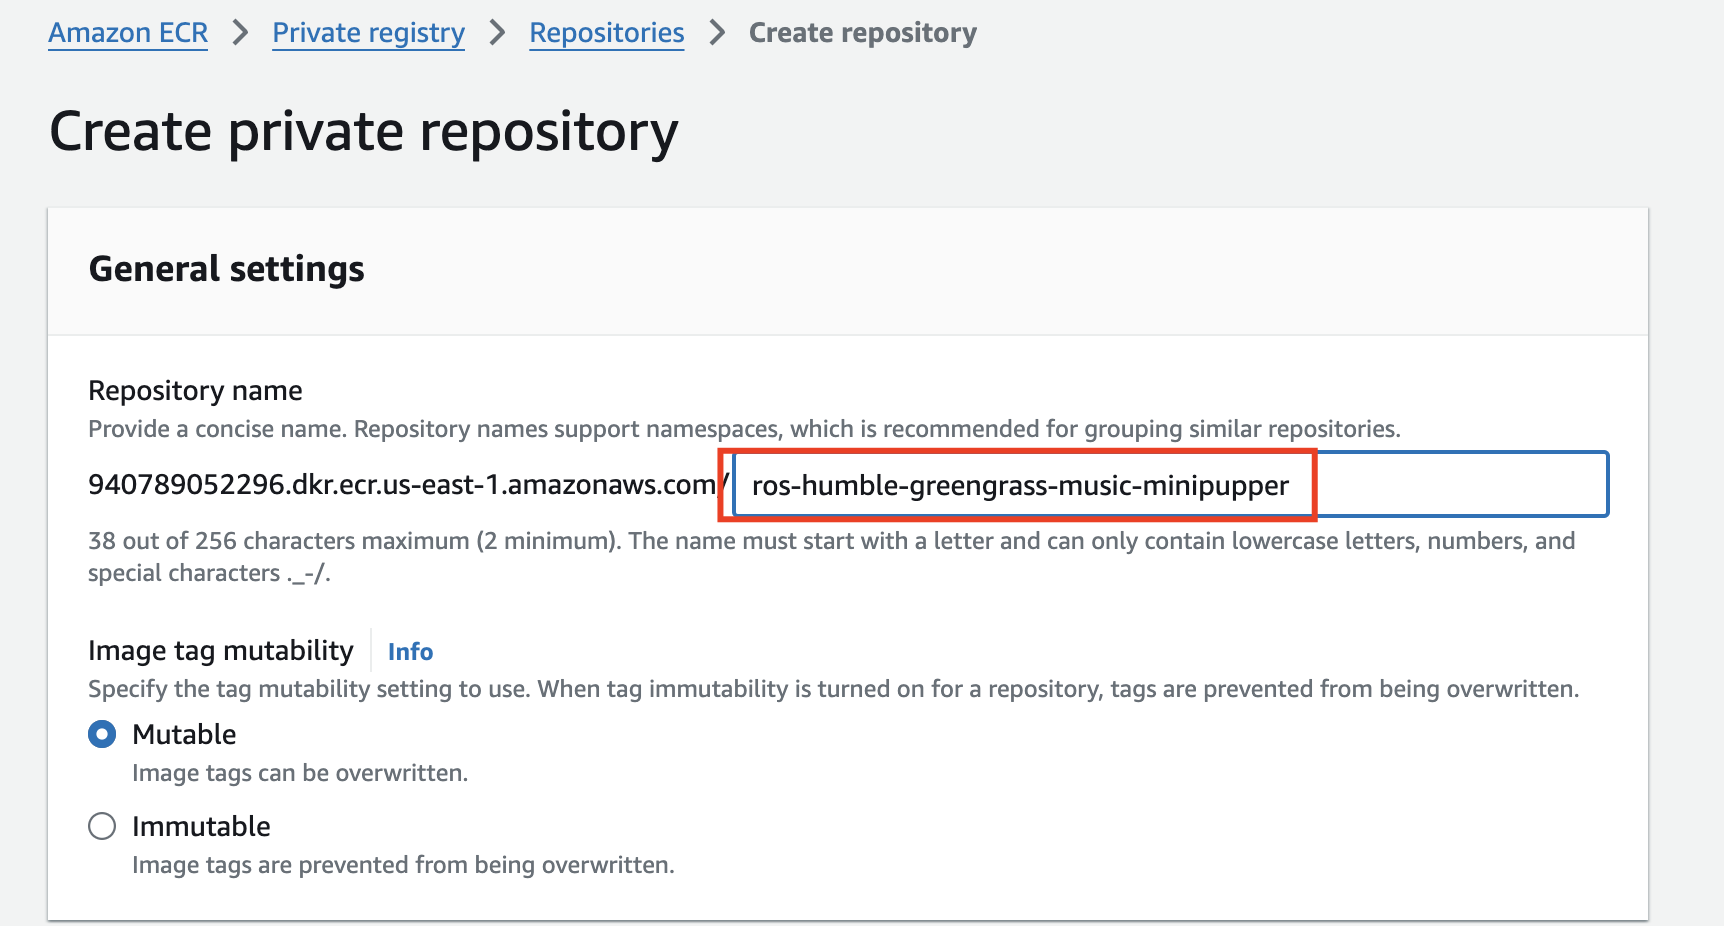 Amazon ECR > Private registry > Repositories > Create repository
Create private repository
General settings
Repository name
Provide a concise name. Repository names support namespaces, which is recommended for grouping similar repositories.
940789052296.dkr.ecr.us-east-1.amazonaws.com/ ros-humble-greengrass-music-minipupper
38 out of 256 characters maximum (2 minimum). The name must start with a letter and can only contain lowercase letters, numbers, and
special characters ._-/.
Image tag mutability Info
Specify the tag mutability setting to use. When tag immutability is turned on for a repository, tags are prevented from being overwritten.
Mutable
Image tags can be overwritten.
Immutable
Image tags are prevented from being overwritten.